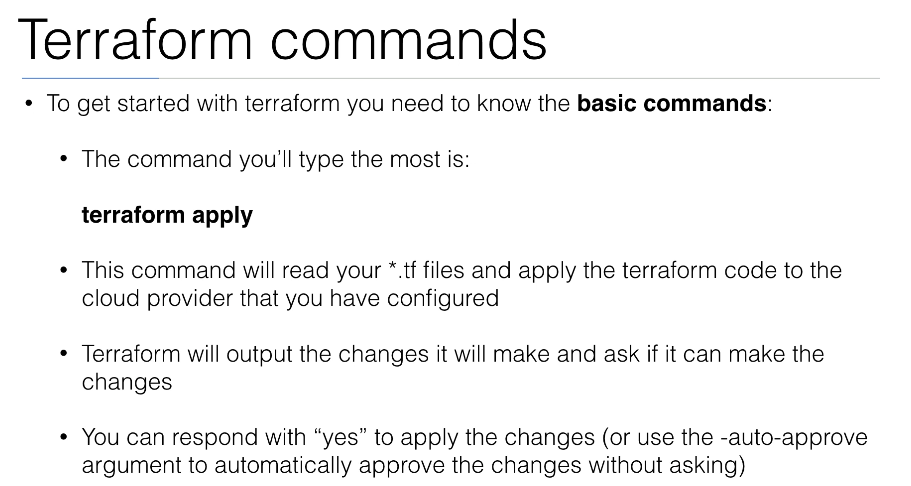 Terraform commands
• To get started with terraform you need to know the basic commands:
• The command you'll type the most is:
terraform apply
• This command will read your *.tf files and apply the terraform code to the
cloud provider that you have configured
• Terraform will output the changes it will make and ask if it can make the
changes
• You can respond with “yes” to apply the changes (or use the -auto-approve
argument to automatically approve the changes without asking)